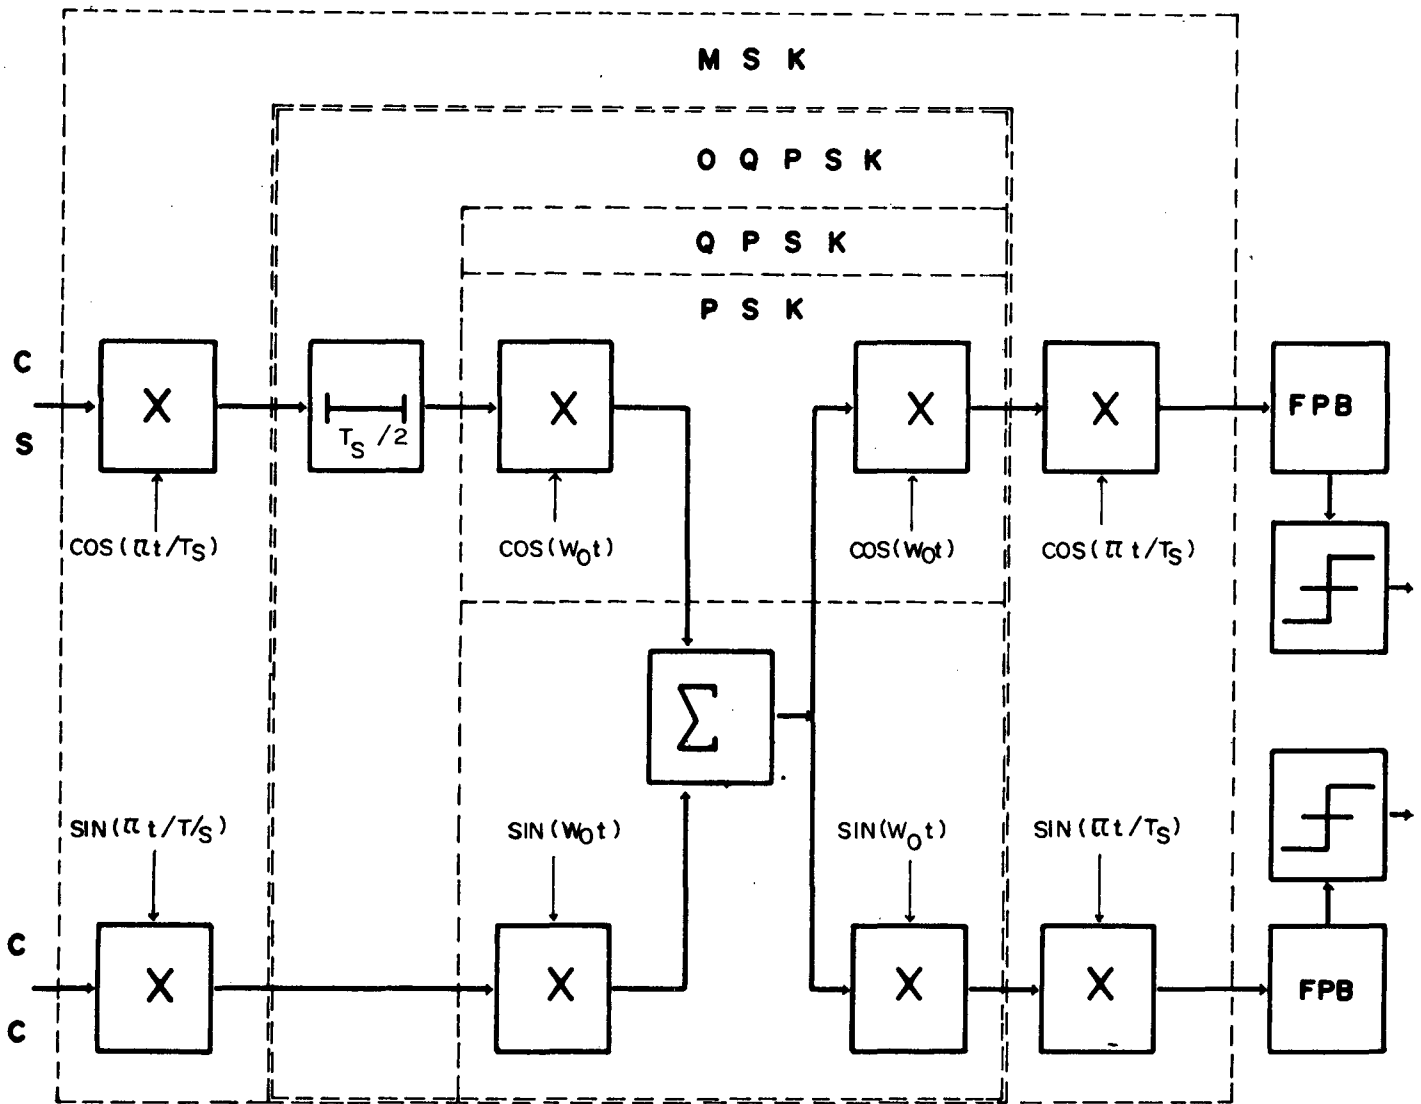 M S K
O Q P S K
Q P S K
P S K
C
S
X
T_S /2
X
X
X
FPB
COS(πt/T_S)
COS(W_0t)
COS(W_0t)
COS(πt/T_S)
Σ
SIN(πt/T/S)
SIN(W_0t)
SIN(W_0t)
SIN(πt/T_S)
C
C
X
X
X
X
FPB